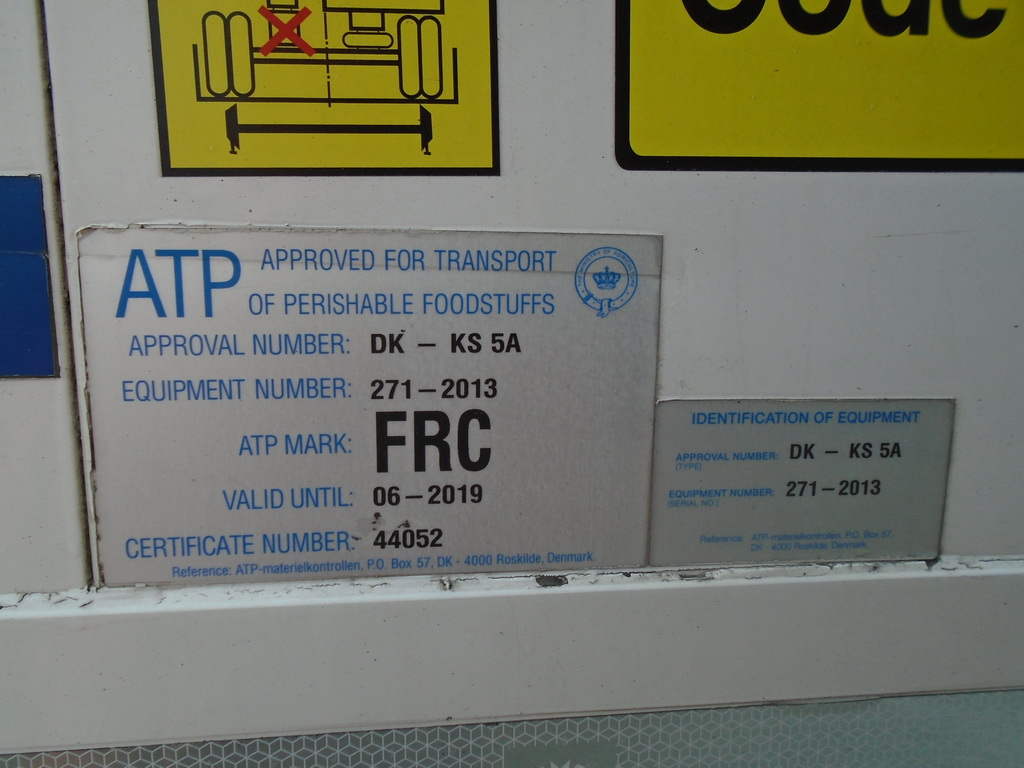 Code
ATP APPROVED FOR TRANSPORT
OF PERISHABLE FOODSTUFFS
APPROVAL NUMBER: DK – KS 5A
EQUIPMENT NUMBER: 271–2013
ATP MARK: FRC
VALID UNTIL: 06–2019
CERTIFICATE NUMBER: 44052
Reference: ATP-materielkontrollen, P.O. Box 57, DK - 4000 Roskilde, Denmark.
IDENTIFICATION OF EQUIPMENT
APPROVAL NUMBER: DK – KS 5A
(TYPE)
EQUIPMENT NUMBER: 271–2013
(SERIAL NO.)
Reference: ATP-materielkontrollen, P.O. Box 57,
DK - 4000 Roskilde, Denmark.